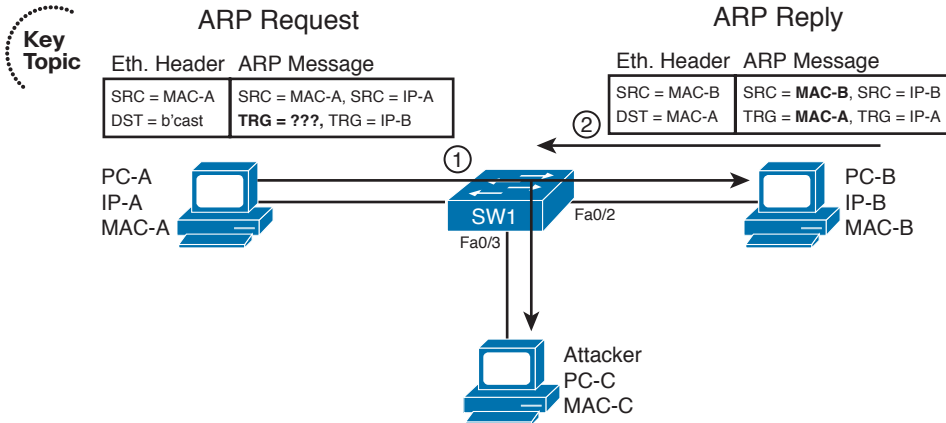 Key
Topic
ARP Request
Eth. Header ARP Message
SRC = MAC-A
DST = b'cast
SRC = MAC-A, SRC = IP-A
TRG = ???, TRG = IP-B
ARP Reply
Eth. Header ARP Message
SRC = MAC-B
DST = MAC-A
SRC = MAC-B, SRC = IP-B
TRG = MAC-A, TRG = IP-A
1
2
PC-A
IP-A
MAC-A
SW1
Fa0/2
Fa0/3
PC-B
IP-B
MAC-B
Attacker
PC-C
MAC-C